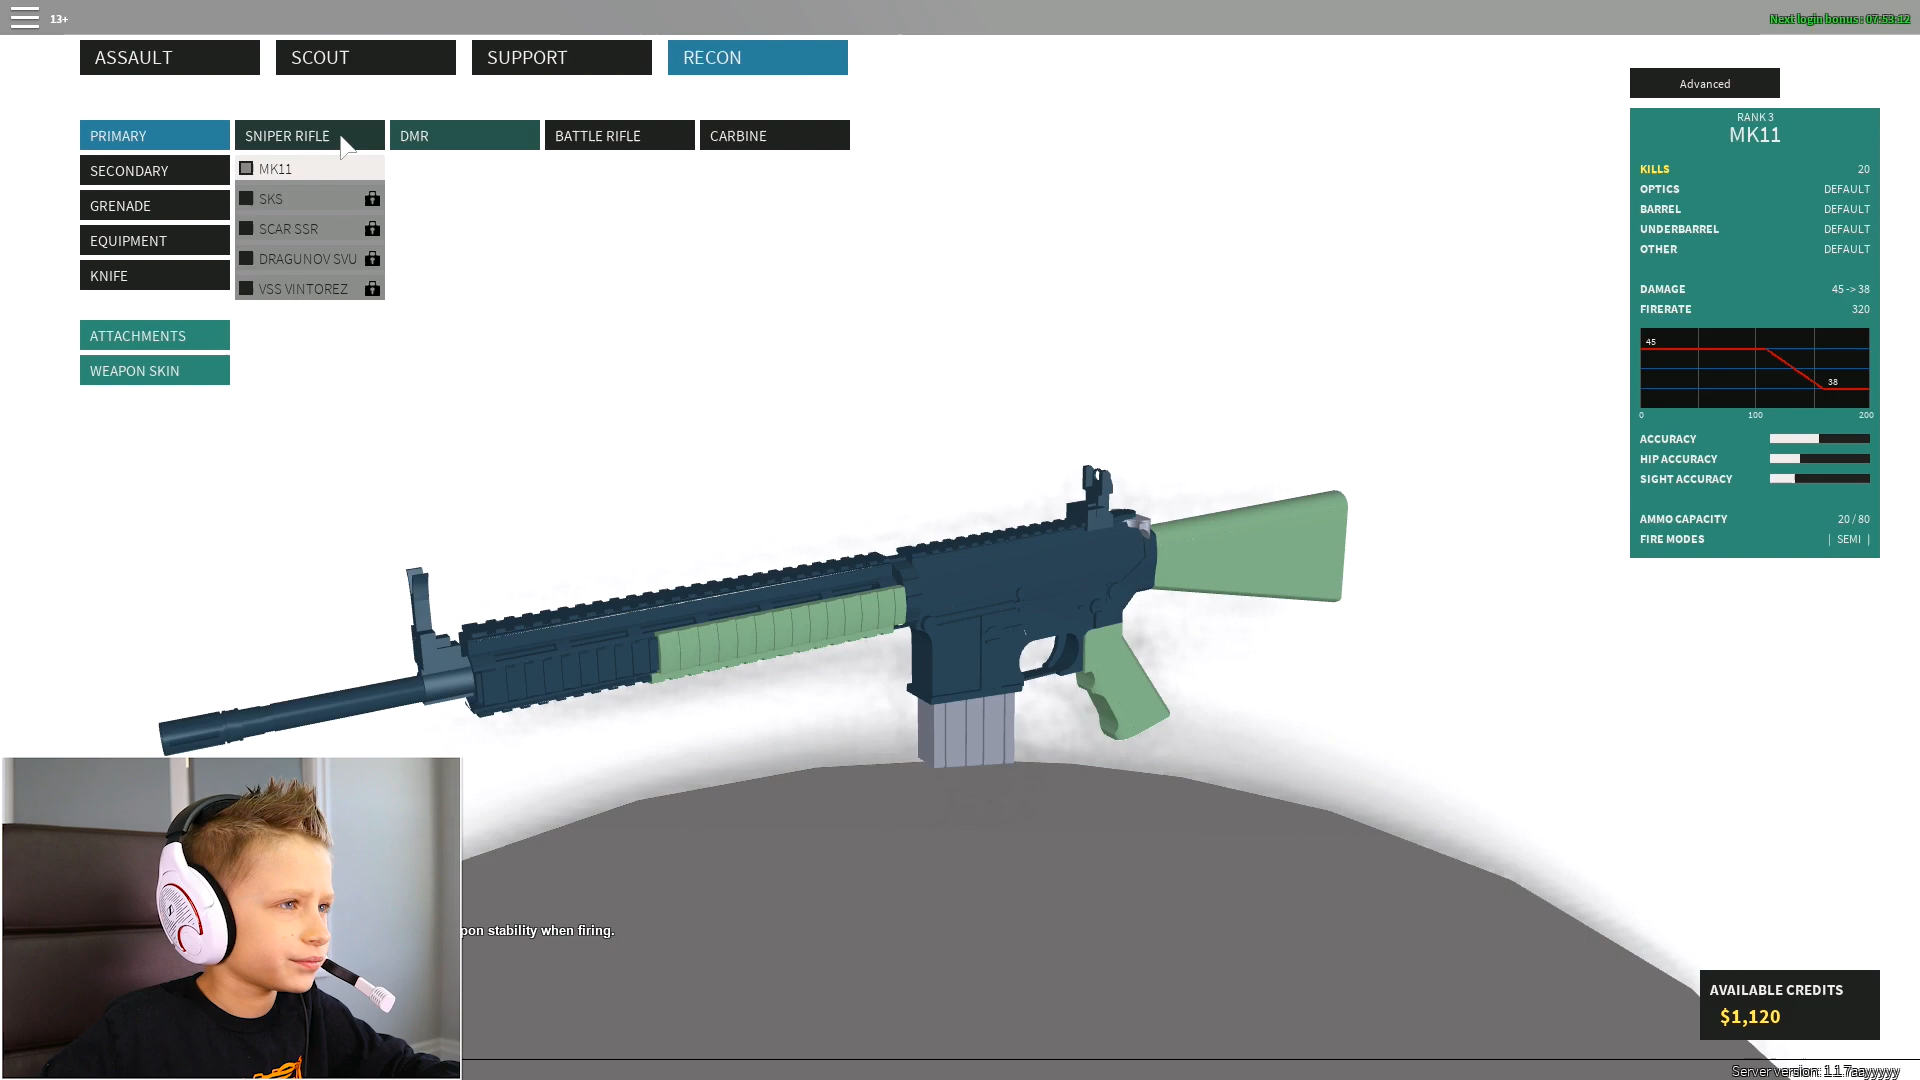 13+
Next login bonus : 07:53:12
ASSAULT
SCOUT
SUPPORT
RECON
Advanced
PRIMARY
SECONDARY
GRENADE
EQUIPMENT
KNIFE
ATTACHMENTS
WEAPON SKIN
SNIPER RIFLE
DMR
BATTLE RIFLE
CARBINE
MK11
SKS
SCAR SSR
DRAGUNOV SVU
VSS VINTOREZ
RANK 3
MK11
KILLS 20
OPTICS DEFAULT
BARREL DEFAULT
UNDERBARREL DEFAULT
OTHER DEFAULT
DAMAGE 45 -> 38
FIRERATE 320
45
38
0 100 200
ACCURACY
HIP ACCURACY
SIGHT ACCURACY
AMMO CAPACITY 20 / 80
FIRE MODES | SEMI |
pon stability when firing.
AVAILABLE CREDITS
$1,120
Server version: 1.1.7aayyyyy